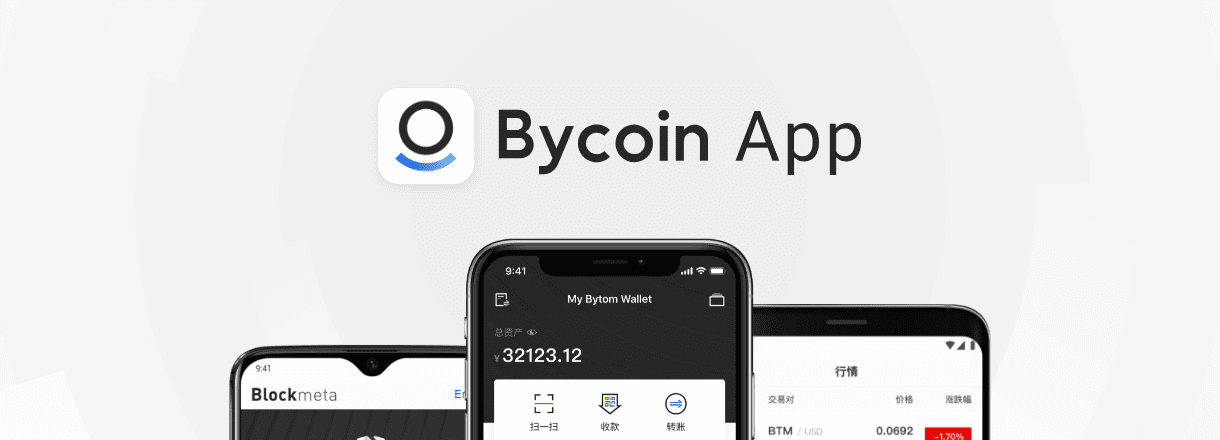 Bycoin App
9:41
My Bytom Wallet
总资产
¥ 32123.12
扫一扫
收款
转账
9:41
Blockmeta
行情
交易对 价格 涨跌幅
BTM / USD 0.0692 -1.70%